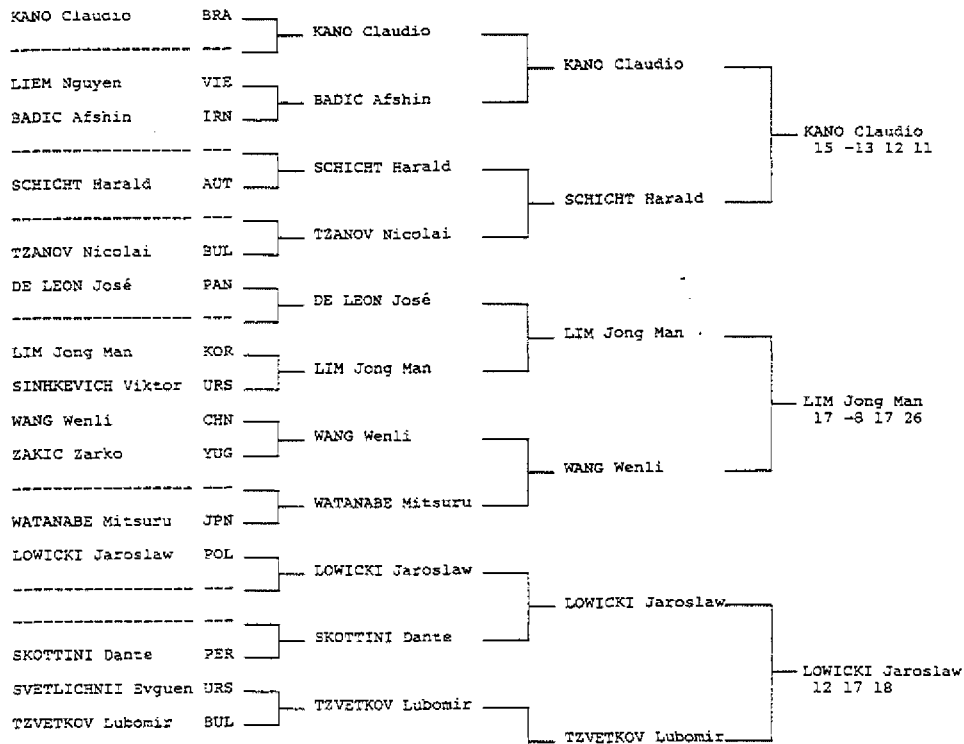 KANO Claudio BRA
------------------ ---
LIEM Nguyen VIE
BADIC Afshin IRN
------------------ ---
SCHICHT Harald AUT
------------------ ---
TZANOV Nicolai BUL
DE LEON José PAN
------------------ ---
LIM Jong Man KOR
SINHKEVICH Viktor URS
WANG Wenli CHN
ZAKIC Zarko YUG
------------------ ---
WATANABE Mitsuru JPN
LOWICKI Jaroslaw POL
------------------ ---
------------------ ---
SKOTTINI Dante PER
SVETLICHNII Evguen URS
TZVETKOV Lubomir BUL
KANO Claudio
BADIC Afshin
SCHICHT Harald
TZANOV Nicolai
DE LEON José
LIM Jong Man
WANG Wenli
WATANABE Mitsuru
LOWICKI Jaroslaw
SKOTTINI Dante
TZVETKOV Lubomir
KANO Claudio
SCHICHT Harald
LIM Jong Man
WANG Wenli
LOWICKI Jaroslaw
TZVETKOV Lubomir
KANO Claudio
15 -13 12 11
LIM Jong Man
17 -8 17 26
LOWICKI Jaroslaw
12 17 18